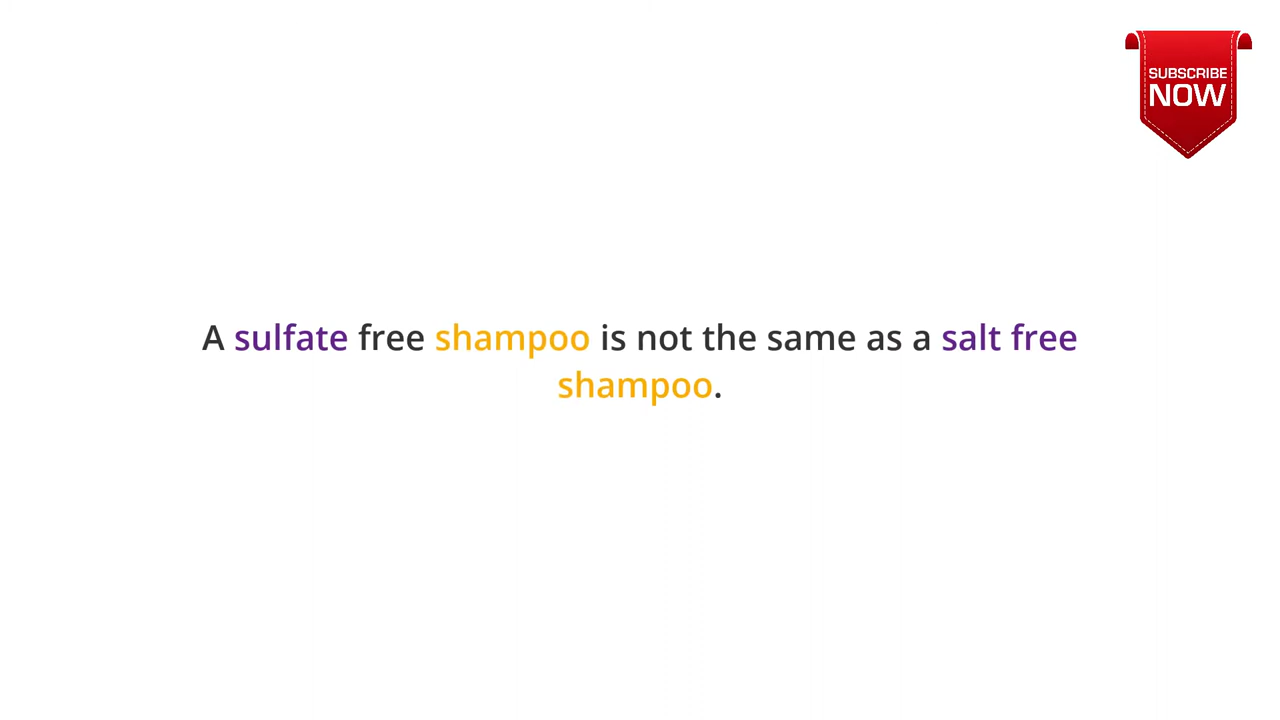 SUBSCRIBE
NOW
A sulfate free shampoo is not the same as a salt free
shampoo.